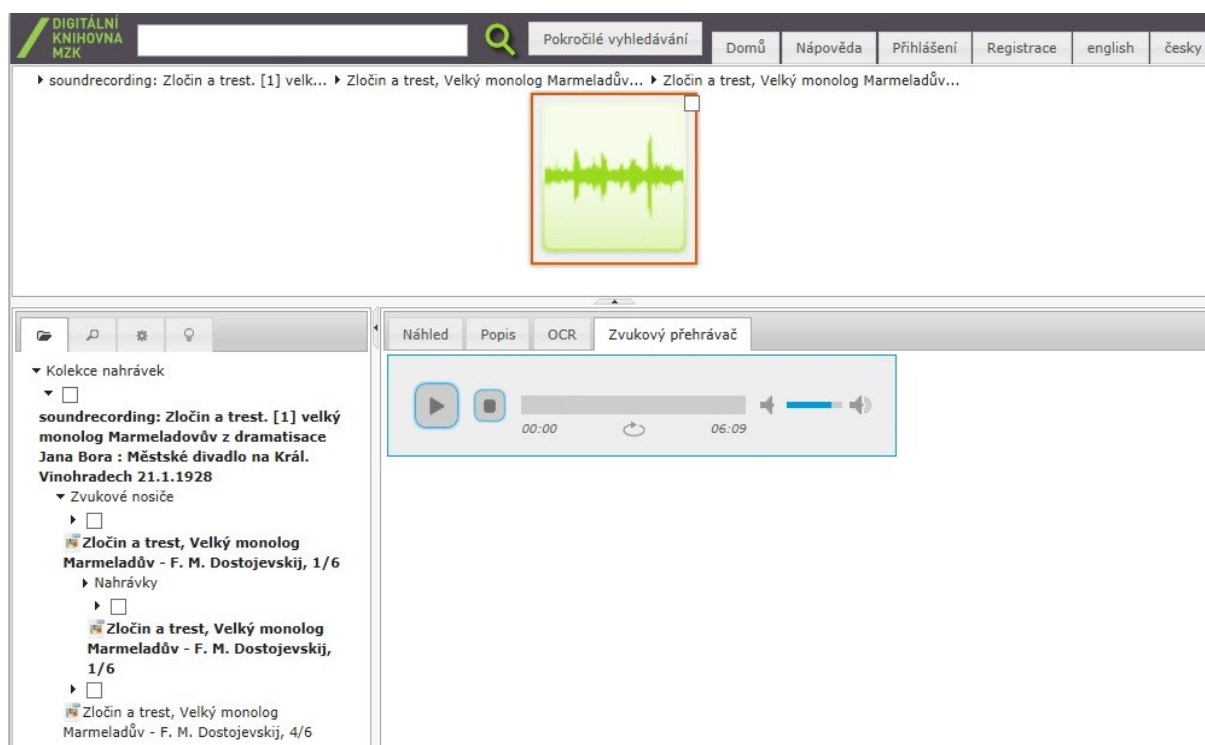 DIGITÁLNÍ
KNIHOVNA
MZK
Pokročilé vyhledávání
Domů
Nápověda
Přihlášení
Registrace
english
česky
soundrecording: Zločin a trest. [1] velk... Zločin a trest, Velký monolog Marmeladův... Zločin a trest, Velký monolog Marmeladův...
Náhled
Popis
OCR
Zvukový přehrávač
00:00
06:09
Kolekce nahrávek
soundrecording: Zločin a trest. [1] velký
monolog Marmeladovův z dramatisace
Jana Bora : Městské divadlo na Král.
Vinohradech 21.1.1928
Zvukové nosiče
Zločin a trest, Velký monolog
Marmeladův - F. M. Dostojevskij, 1/6
Nahrávky
Zločin a trest, Velký monolog
Marmeladův - F. M. Dostojevskij,
1/6
Zločin a trest, Velký monolog
Marmeladův - F. M. Dostojevskij, 4/6